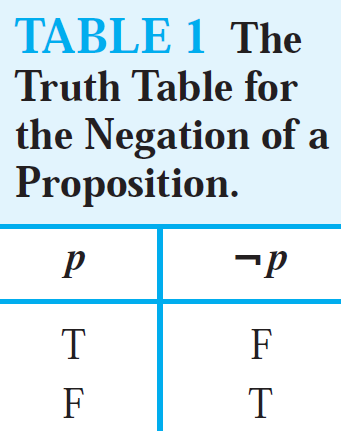 TABLE 1 The
Truth Table for
the Negation of a
Proposition.
p ¬p
T F
F T